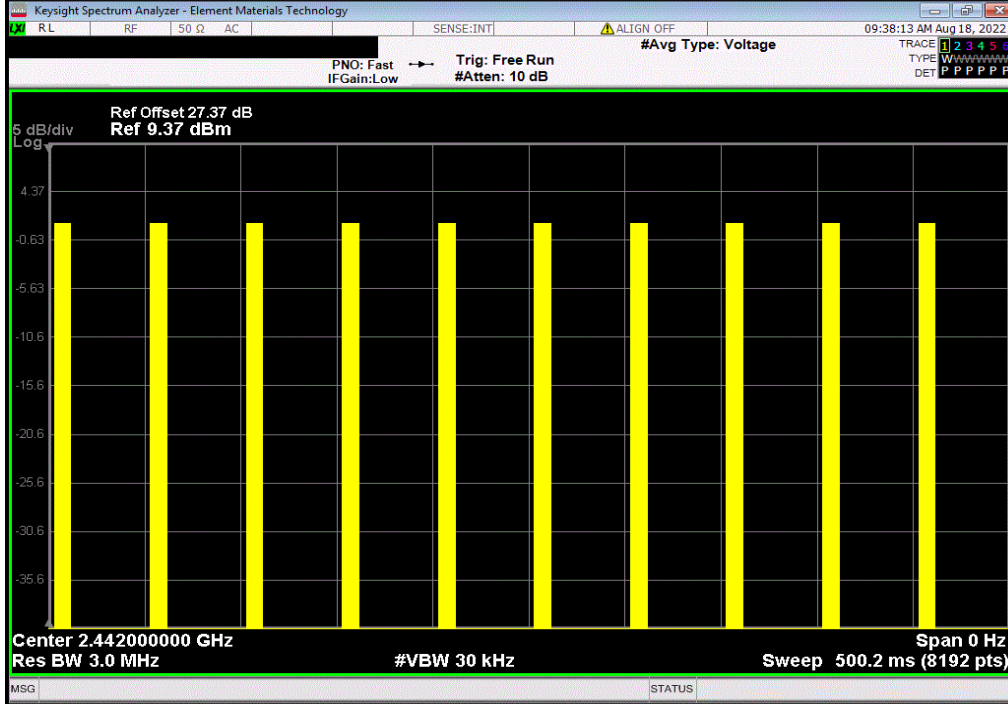 Keysight Spectrum Analyzer - Element Materials Technology
LXI RL RF 50 Ω AC SENSE:INT ALIGN OFF 09:38:13 AM Aug 18, 2022
#Avg Type: Voltage
TRACE 1 2 3 4 5 6
PNO: Fast Trig: Free Run
TYPE WWWWWW
IFGain:Low #Atten: 10 dB
DET P P P P P P
Ref Offset 27.37 dB
5 dB/div Ref 9.37 dBm
Log
4.37
-0.63
-5.63
-10.6
-15.6
-20.6
-25.6
-30.6
-35.6
Center 2.442000000 GHz Span 0 Hz
Res BW 3.0 MHz #VBW 30 kHz Sweep 500.2 ms (8192 pts)
MSG STATUS